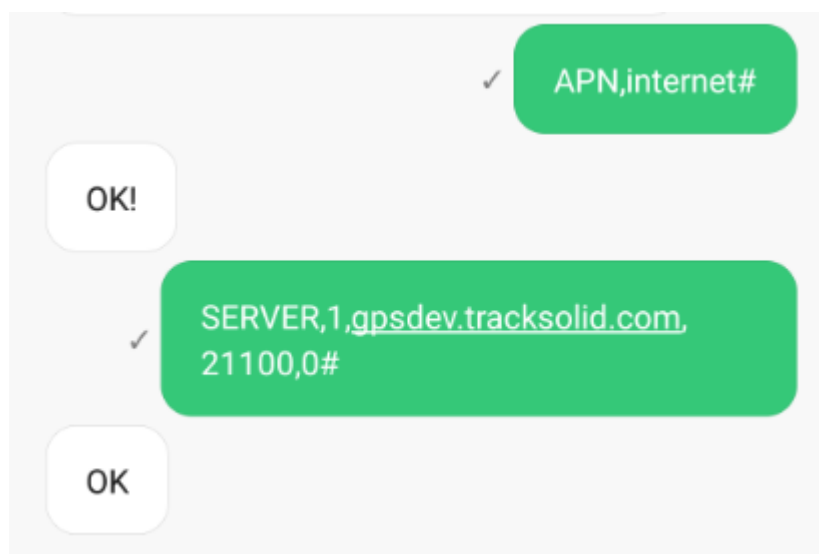 APN,internet#
OK!
SERVER,1,gpsdev.tracksolid.com,
21100,0#
OK